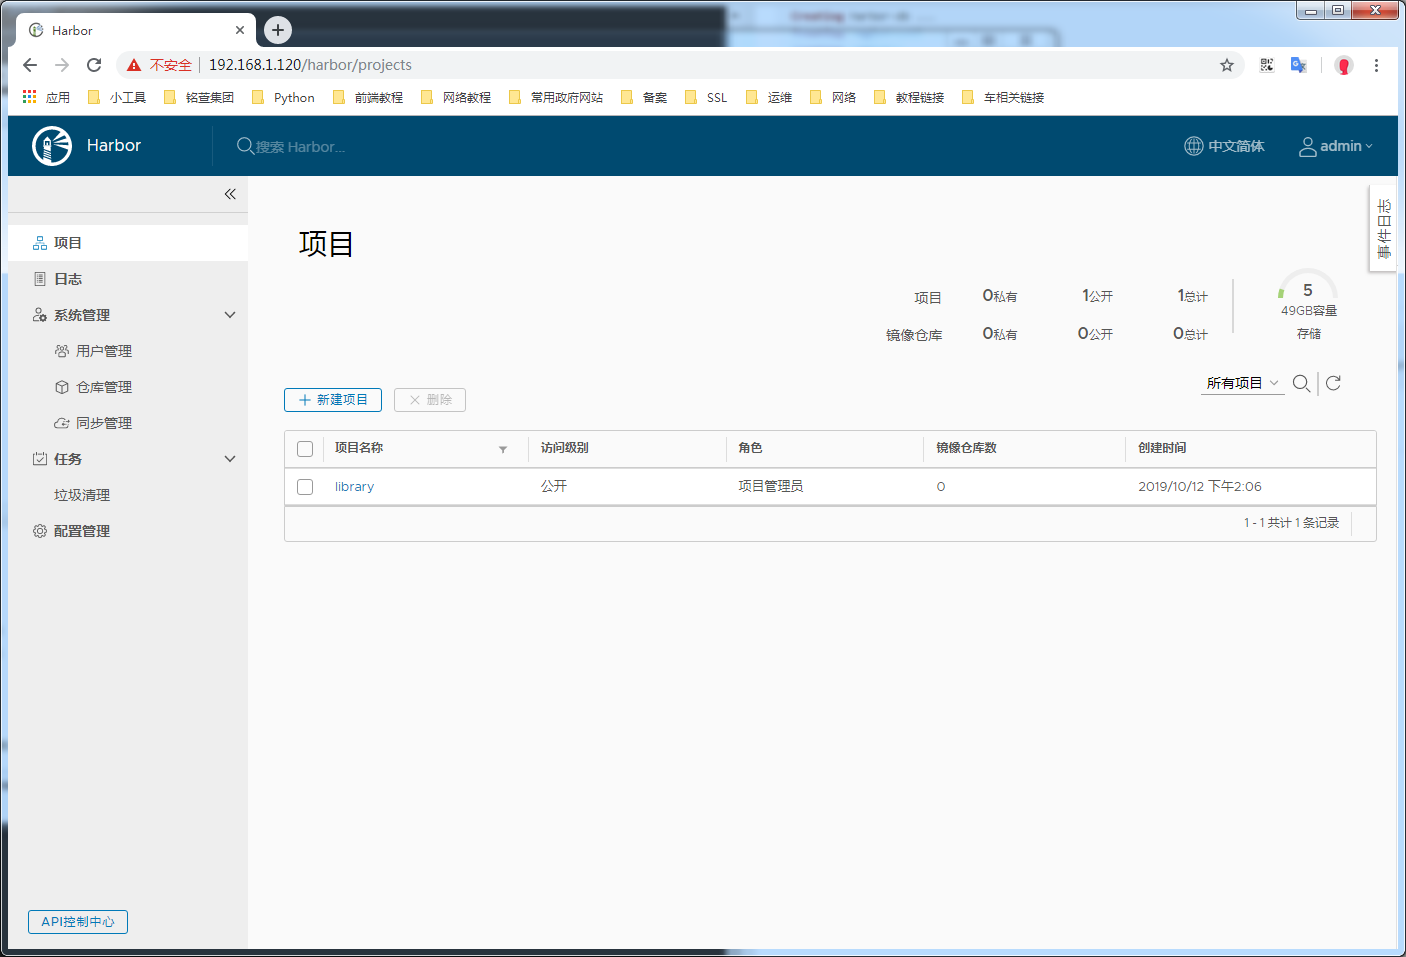 Creating harbor-db ...
Harbor
不安全 192.168.1.120/harbor/projects
应用 小工具 铭萱集团 Python 前端教程 网络教程 常用政府网站 备案 SSL 运维 网络 教程链接 车相关链接
Harbor 搜索 Harbor... 中文简体 admin
事件日志
项目
日志
系统管理
用户管理
仓库管理
同步管理
任务
垃圾清理
配置管理
API控制中心
项目
项目 0私有 1公开 1总计
镜像仓库 0私有 0公开 0总计
5
49GB容量
存储
所有项目
新建项目 删除
项目名称 访问级别 角色 镜像仓库数 创建时间
library 公开 项目管理员 0 2019/10/12 下午2:06
1 - 1 共计 1 条记录